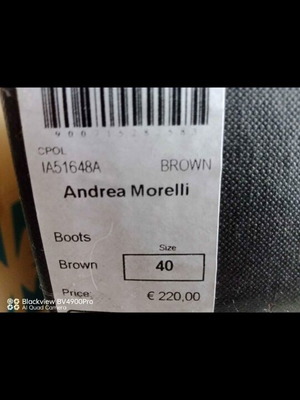 CPOL
IA51648A BROWN
Andrea Morelli
Boots
Size
Brown 40
Price: € 220,00
Blackview BV4900Pro
AI Quad Camera